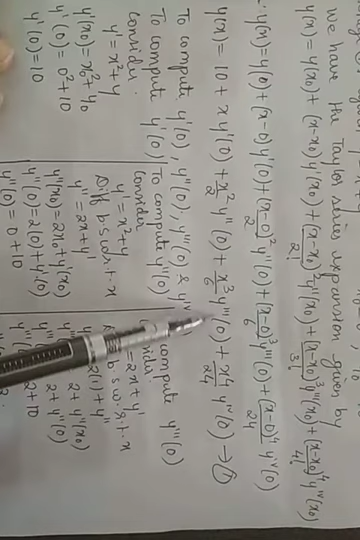 we have the Taylor series expansion given by
y(x) = y(x₀) + (x-x₀) y'(x₀) + (x-x₀)²/2! y''(x₀) + (x-x₀)³/3! y'''(x₀) + (x-x₀)⁴/4! yⁱᵛ(x₀)
y(x) = y(0) + (x-0) y'(0) + (x-0)²/2 y''(0) + (x-0)³/6 y'''(0) + (x-0)⁴/24 yⁱᵛ(0)
y(x) = 10 + x y'(0) + x²/2 y''(0) + x³/6 y'''(0) + x⁴/24 yⁱᵛ(0) → ①
To compute y'(0), y''(0), y'''(0) &
To compute y'(0)
Consider
y' = x² + y
y'(x₀) = x₀² + y₀
y'(0) = 0² + 10
y'(0) = 10
To compute y''(0)
Consider
y' = x² + y
Diff b.s w.r.t. x
y'' = 2x + y'
y''(x₀) = 2x₀ + y'(x₀)
y''(0) = 2(0) + y'(0)
y''(0) = 0 + 10
compute y'''(0)
= 2x + y'
b.s w.r.t. x
2(1) + y''
2 + y''(x₀)
2 + y''(0)
2 + 10